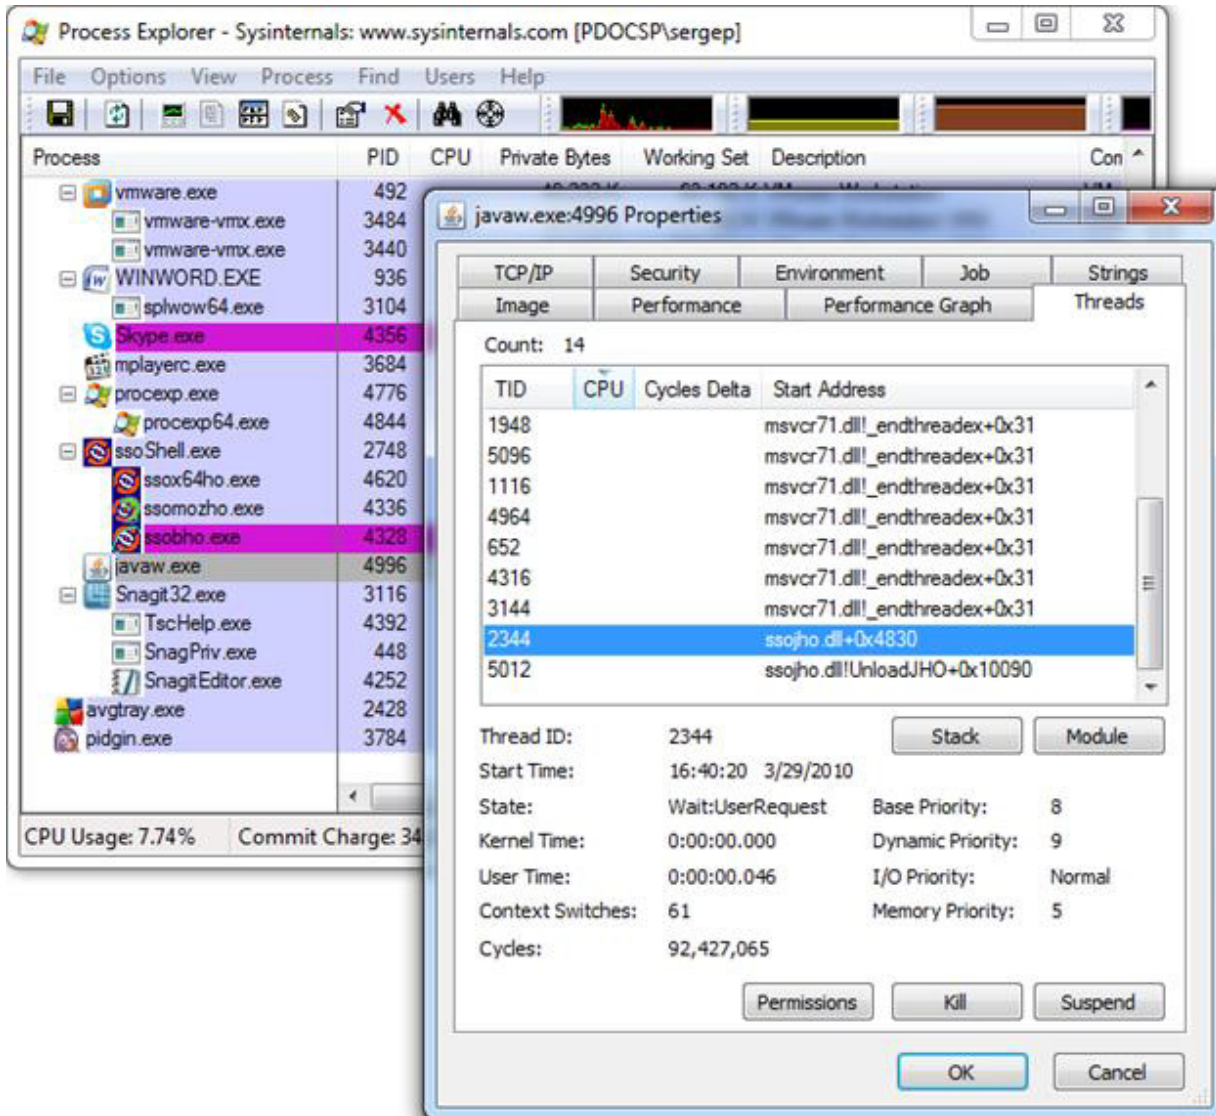 Process Explorer - Sysinternals: www.sysinternals.com [PDOCSP\sergep]
File Options View Process Find Users Help
Process PID CPU Private Bytes Working Set Description Con
vmware.exe 492
vmware-vmx.exe 3484
vmware-vmx.exe 3440
WINWORD.EXE 936
splwow64.exe 3104
Skype.exe 4356
mplayerc.exe 3684
procexp.exe 4776
procexp64.exe 4844
ssoShell.exe 2748
ssox64ho.exe 4620
ssomozho.exe 4336
ssobho.exe 4328
javaw.exe 4996
Snagit32.exe 3116
TscHelp.exe 4392
SnagPriv.exe 448
SnagitEditor.exe 4252
avgtray.exe 2428
pidgin.exe 3784
CPU Usage: 7.74% Commit Charge: 34
javaw.exe:4996 Properties
TCP/IP Security Environment Job Strings
Image Performance Performance Graph Threads
Count: 14
TID CPU Cycles Delta Start Address
1948 msvcr71.dll!_endthreadex+0x31
5096 msvcr71.dll!_endthreadex+0x31
1116 msvcr71.dll!_endthreadex+0x31
4964 msvcr71.dll!_endthreadex+0x31
652 msvcr71.dll!_endthreadex+0x31
4316 msvcr71.dll!_endthreadex+0x31
3144 msvcr71.dll!_endthreadex+0x31
2344 ssojho.dll+0x4830
5012 ssojho.dll!UnloadJHO+0x10090
Thread ID: 2344 Stack Module
Start Time: 16:40:20 3/29/2010
State: Wait:UserRequest Base Priority: 8
Kernel Time: 0:00:00.000 Dynamic Priority: 9
User Time: 0:00:00.046 I/O Priority: Normal
Context Switches: 61 Memory Priority: 5
Cycles: 92,427,065
Permissions Kill Suspend
OK Cancel